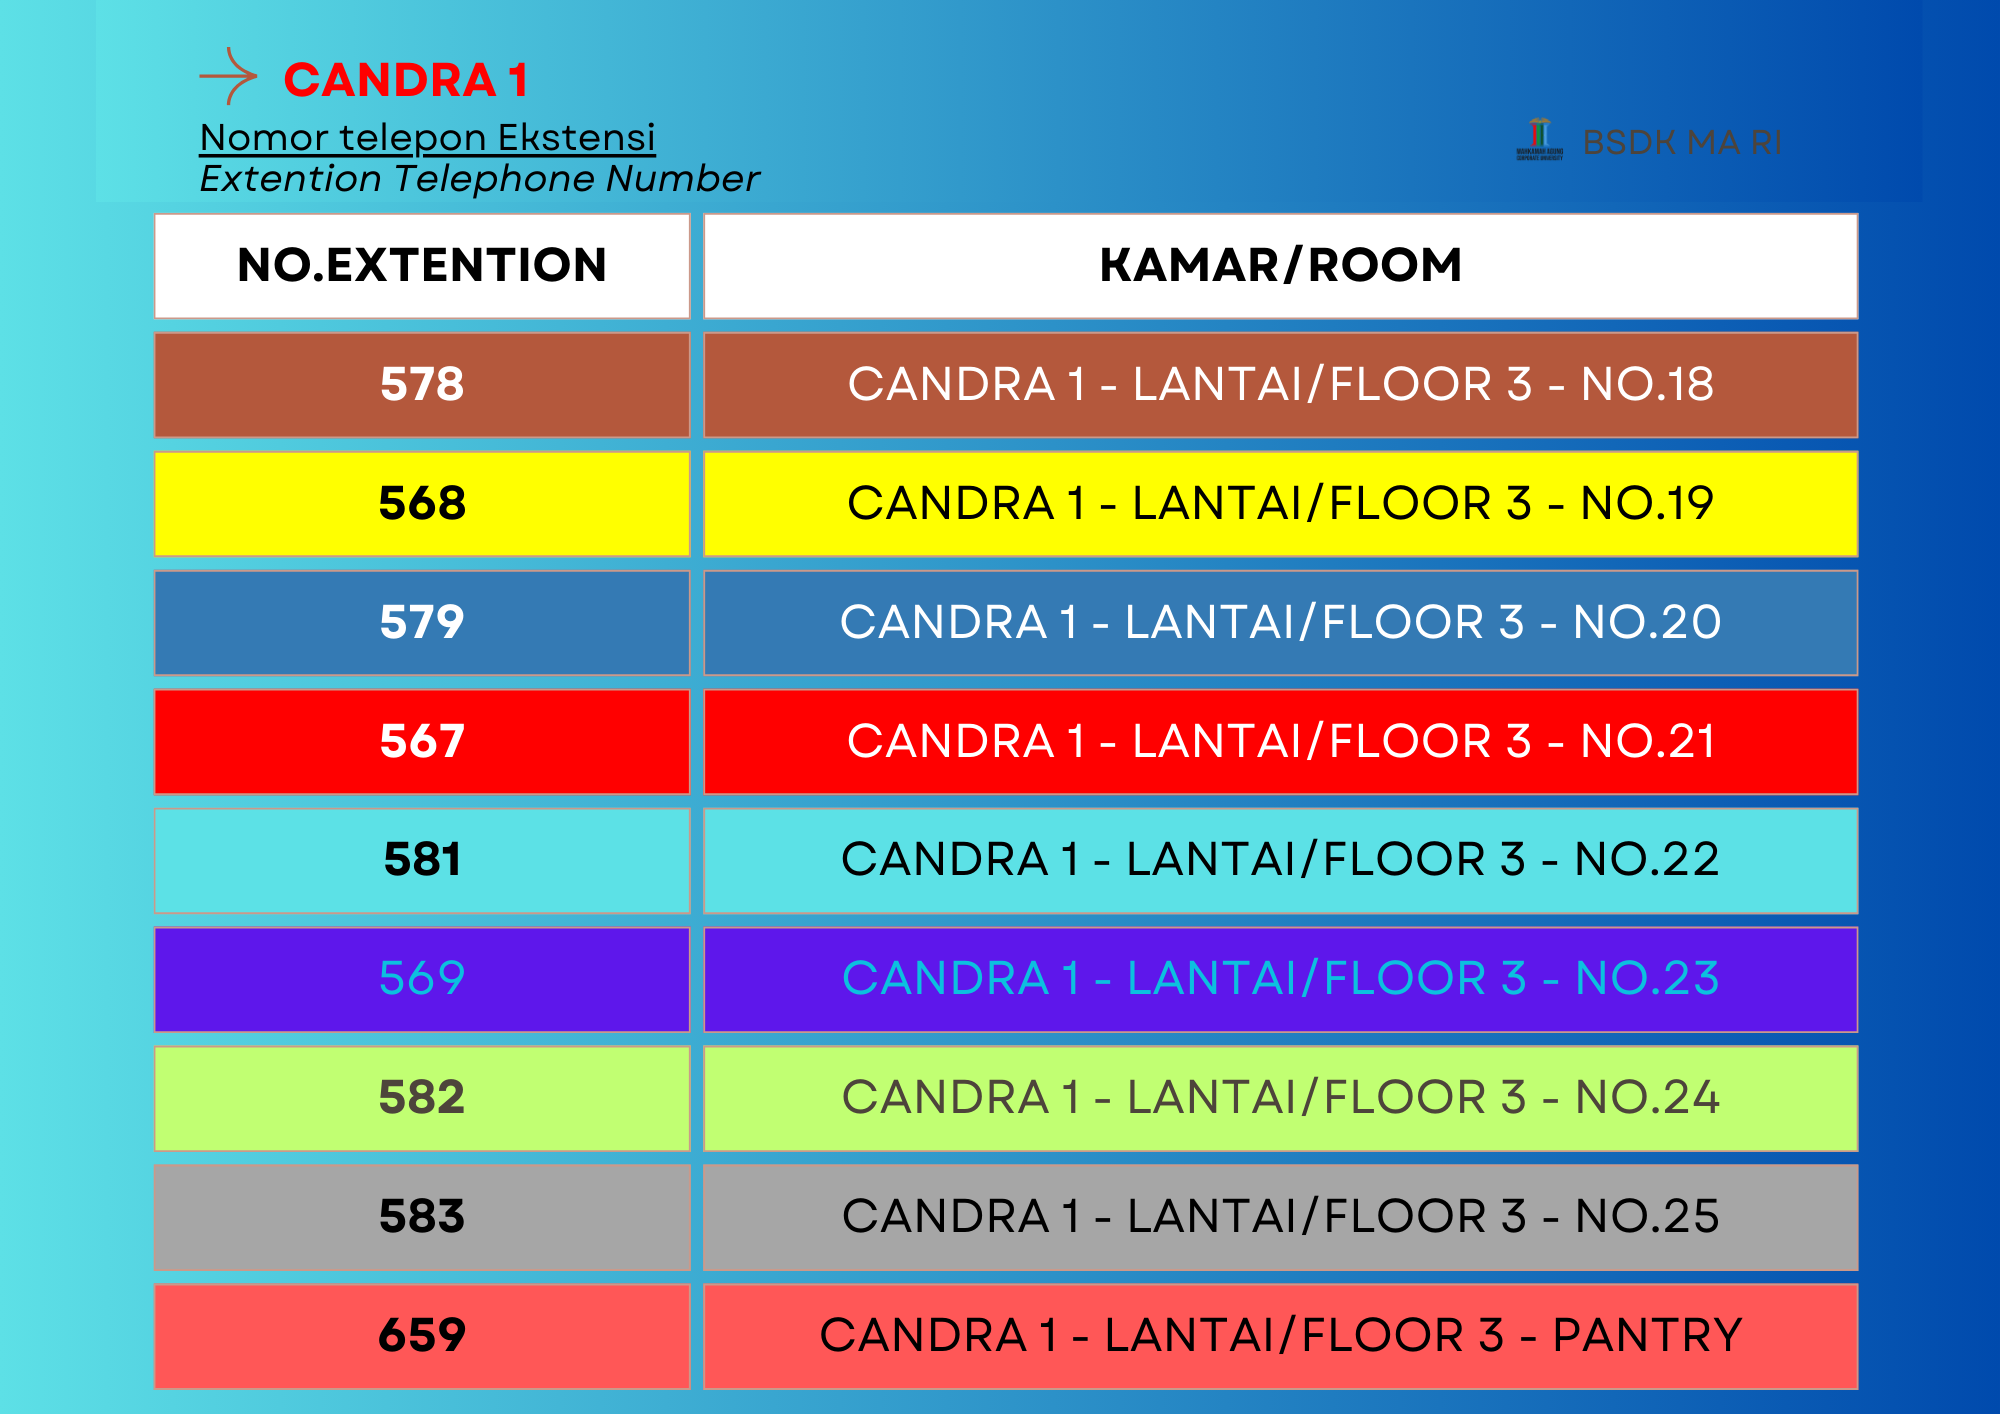 CANDRA 1
Nomor telepon Ekstensi
Extention Telephone Number
MAHKAMAH AGUNG
CORPORATE UNIVERSITY
BSDK MA RI
NO.EXTENTION KAMAR/ROOM
578 CANDRA 1 - LANTAI/FLOOR 3 - NO.18
568 CANDRA 1 - LANTAI/FLOOR 3 - NO.19
579 CANDRA 1 - LANTAI/FLOOR 3 - NO.20
567 CANDRA 1 - LANTAI/FLOOR 3 - NO.21
581 CANDRA 1 - LANTAI/FLOOR 3 - NO.22
569 CANDRA 1 - LANTAI/FLOOR 3 - NO.23
582 CANDRA 1 - LANTAI/FLOOR 3 - NO.24
583 CANDRA 1 - LANTAI/FLOOR 3 - NO.25
659 CANDRA 1 - LANTAI/FLOOR 3 - PANTRY